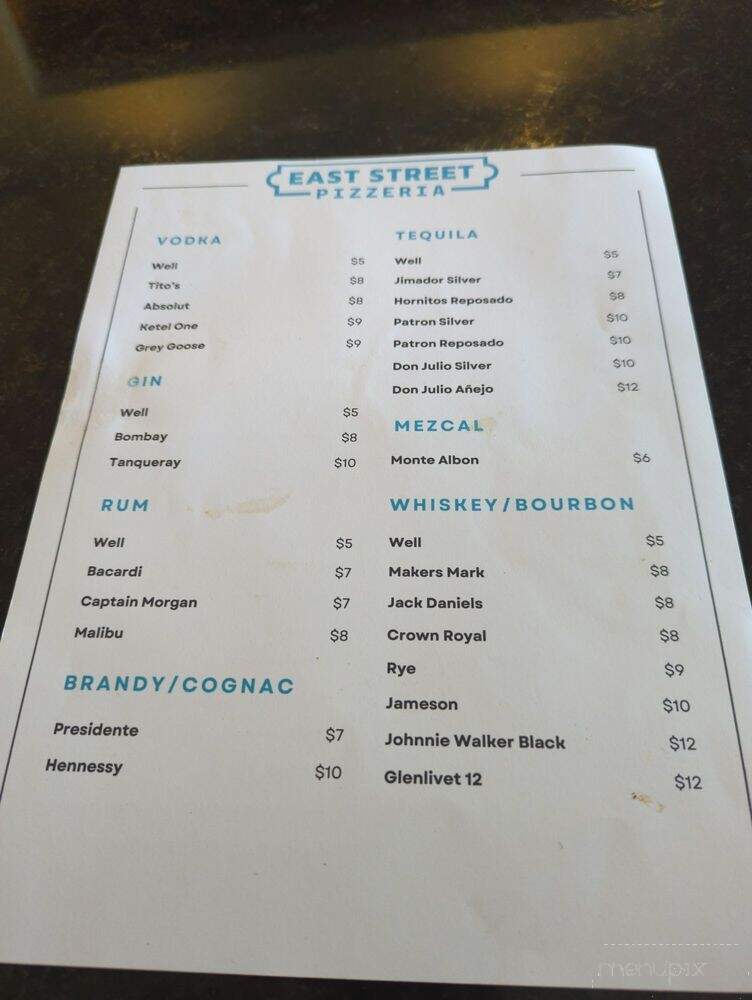 EAST STREET
PIZZERIA
VODKA
Well $5
Tito's $8
Absolut $8
Ketel One $9
Grey Goose $9
GIN
Well $5
Bombay $8
Tanqueray $10
RUM
Well $5
Bacardi $7
Captain Morgan $7
Malibu $8
BRANDY/COGNAC
Presidente $7
Hennessy $10
TEQUILA
Well $5
Jimador Silver $7
Hornitos Reposado $8
Patron Silver $10
Patron Reposado $10
Don Julio Silver $10
Don Julio Añejo $12
MEZCAL
Monte Albon $6
WHISKEY/BOURBON
Well $5
Makers Mark $8
Jack Daniels $8
Crown Royal $8
Rye $9
Jameson $10
Johnnie Walker Black $12
Glenlivet 12 $12
menupix